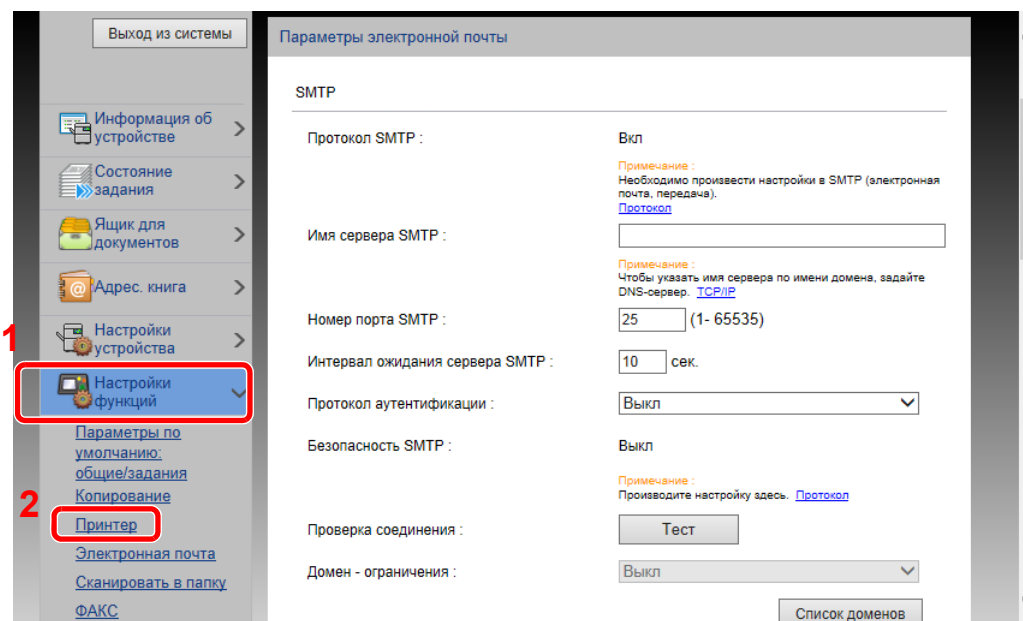 Выход из системы
Информация об
устройстве
Состояние
задания
Ящик для
документов
Адрес. книга
1
Настройки
устройства
Настройки
функций
Параметры по
умолчанию:
общие/задания
Копирование
2
Принтер
Электронная почта
Сканировать в папку
ФАКС
Параметры электронной почты
SMTP
Протокол SMTP :
Вкл
Примечание :
Необходимо произвести настройки в SMTP (электронная
почта, передача).
Протокол
Имя сервера SMTP :
Примечание :
Чтобы указать имя сервера по имени домена, задайте
DNS-сервер. TCP/IP
Номер порта SMTP :
25 (1- 65535)
Интервал ожидания сервера SMTP :
10 сек.
Протокол аутентификации :
Выкл
Безопасность SMTP :
Выкл
Примечание :
Производите настройку здесь. Протокол
Проверка соединения :
Тест
Домен - ограничения :
Выкл
Список доменов